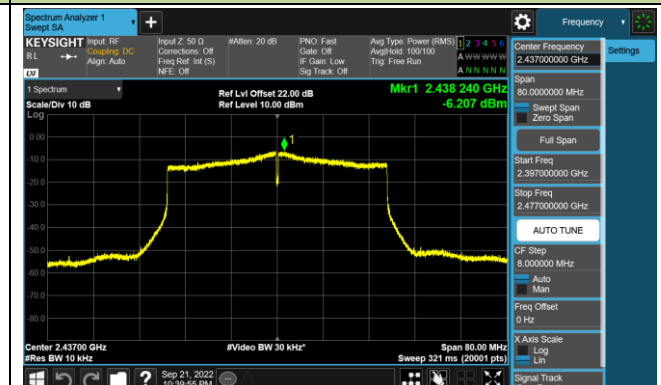 Spectrum Analyzer 1
Swept SA
+
Frequency
KEYSIGHT
RL
LXI
Input: RF
Coupling: DC
Align: Auto
Input Z: 50 Ω
Corrections: Off
Freq Ref: Int (S)
NFE: Off
#Atten: 20 dB
PNO: Fast
Gate: Off
IF Gain: Low
Sig Track: Off
Avg Type: Power (RMS)
Avg|Hold: 100/100
Trig: Free Run
1 2 3 4 5 6
A W W W W W
A N N N N N
Center Frequency
2.437000000 GHz
Settings
Span
80.0000000 MHz
Swept Span
Zero Span
Full Span
Start Freq
2.397000000 GHz
Stop Freq
2.477000000 GHz
AUTO TUNE
CF Step
8.000000 MHz
Auto
Man
Freq Offset
0 Hz
X Axis Scale
Log
Lin
Signal Track
1 Spectrum
Scale/Div 10 dB
Log
Ref Lvl Offset 22.00 dB
Ref Level 10.00 dBm
Mkr1 2.438 240 GHz
-6.207 dBm
1
0.00
-10.0
-20.0
-30.0
-40.0
-50.0
-60.0
-70.0
-80.0
Center 2.43700 GHz
#Res BW 10 kHz
#Video BW 30 kHz*
Span 80.00 MHz
Sweep 321 ms (20001 pts)
?
Sep 21, 2022
10:39:55 PM